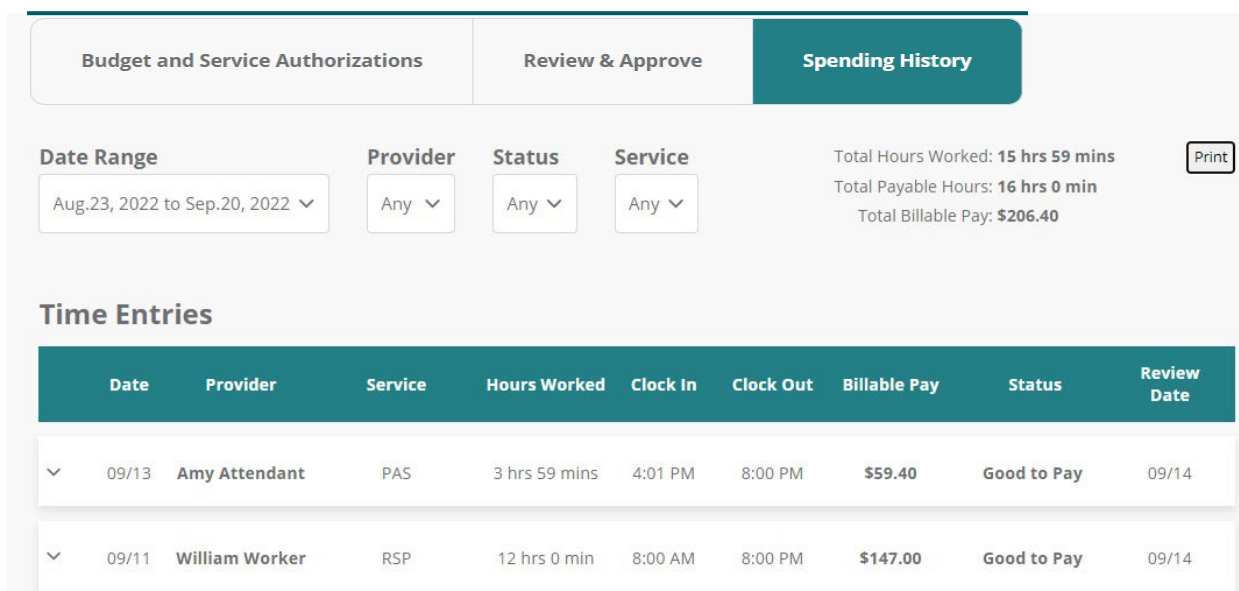 Budget and Service Authorizations Review & Approve Spending History
Date Range Provider Status Service
Aug.23, 2022 to Sep.20, 2022 Any Any Any
Total Hours Worked: 15 hrs 59 mins
Total Payable Hours: 16 hrs 0 min
Total Billable Pay: $206.40
Print
Time Entries
Date Provider Service Hours Worked Clock In Clock Out Billable Pay Status Review Date
09/13 Amy Attendant PAS 3 hrs 59 mins 4:01 PM 8:00 PM $59.40 Good to Pay 09/14
09/11 William Worker RSP 12 hrs 0 min 8:00 AM 8:00 PM $147.00 Good to Pay 09/14